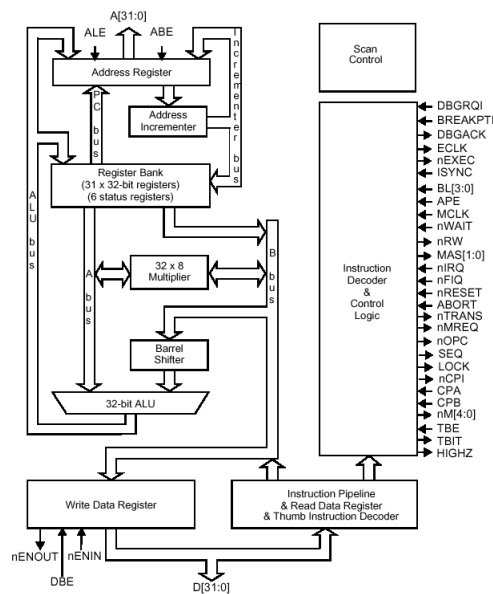 A[31:0]
ALE
ABE
Address Register
Address
Incrementer
PC bus
Incrementer bus
Scan
Control
Register Bank
(31 x 32-bit registers)
(6 status registers)
ALU bus
A bus
B bus
32 x 8
Multiplier
Barrel
Shifter
32-bit ALU
Instruction
Decoder
&
Control
Logic
DBGRQI
BREAKPTI
DBGACK
ECLK
nEXEC
ISYNC
BL[3:0]
APE
MCLK
nWAIT
nRW
MAS[1:0]
nIRQ
nFIQ
nRESET
ABORT
nTRANS
nMREQ
nOPC
SEQ
LOCK
nCPI
CPA
CPB
nM[4:0]
TBE
TBIT
HIGHZ
Write Data Register
Instruction Pipeline
& Read Data Register
& Thumb Instruction Decoder
nENOUT
nENIN
DBE
D[31:0]